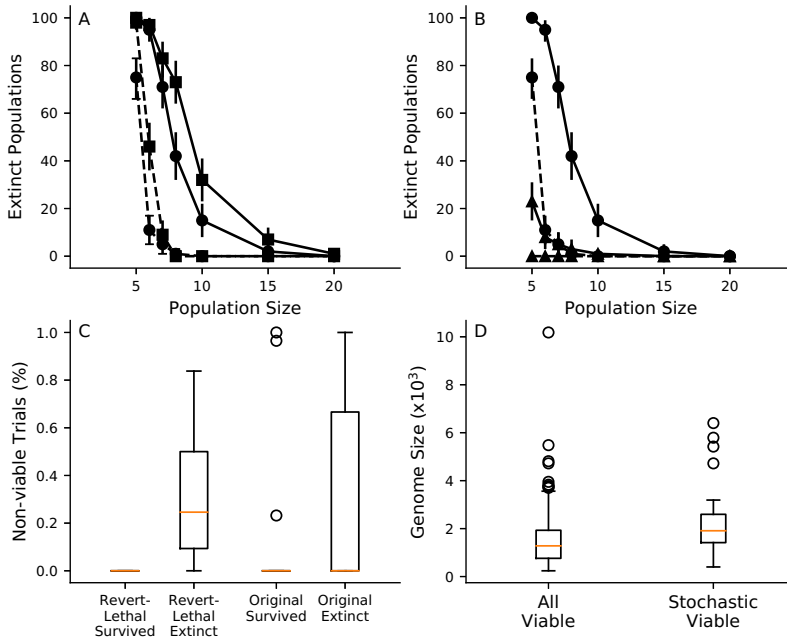 A
100
80
60
40
20
0
Extinct Populations
5
10
15
20
Population Size
B
100
80
60
40
20
0
Extinct Populations
5
10
15
20
Population Size
C
1.0
0.8
0.6
0.4
0.2
0.0
Non-viable Trials (%)
Revert-
Lethal
Survived
Revert-
Lethal
Extinct
Original
Survived
Original
Extinct
D
10
8
6
4
2
0
Genome Size (x10³)
All
Viable
Stochastic
Viable